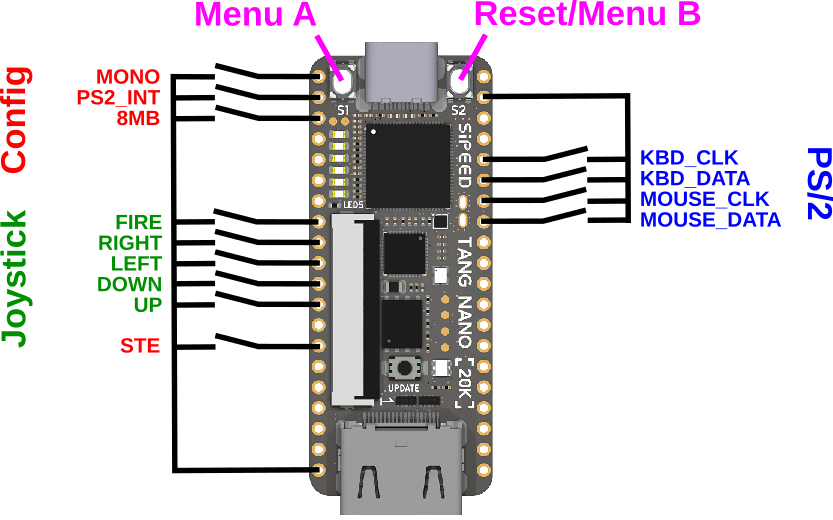 Menu A
Reset/Menu B
Config
MONO
PS2_INT
8MB
S1
S2
SiPEED
LEDS
KBD_CLK
KBD_DATA
MOUSE_CLK
MOUSE_DATA
PS/2
Joystick
FIRE
RIGHT
LEFT
DOWN
UP
STE
TANG NANO
[20K]
UPDATE
1